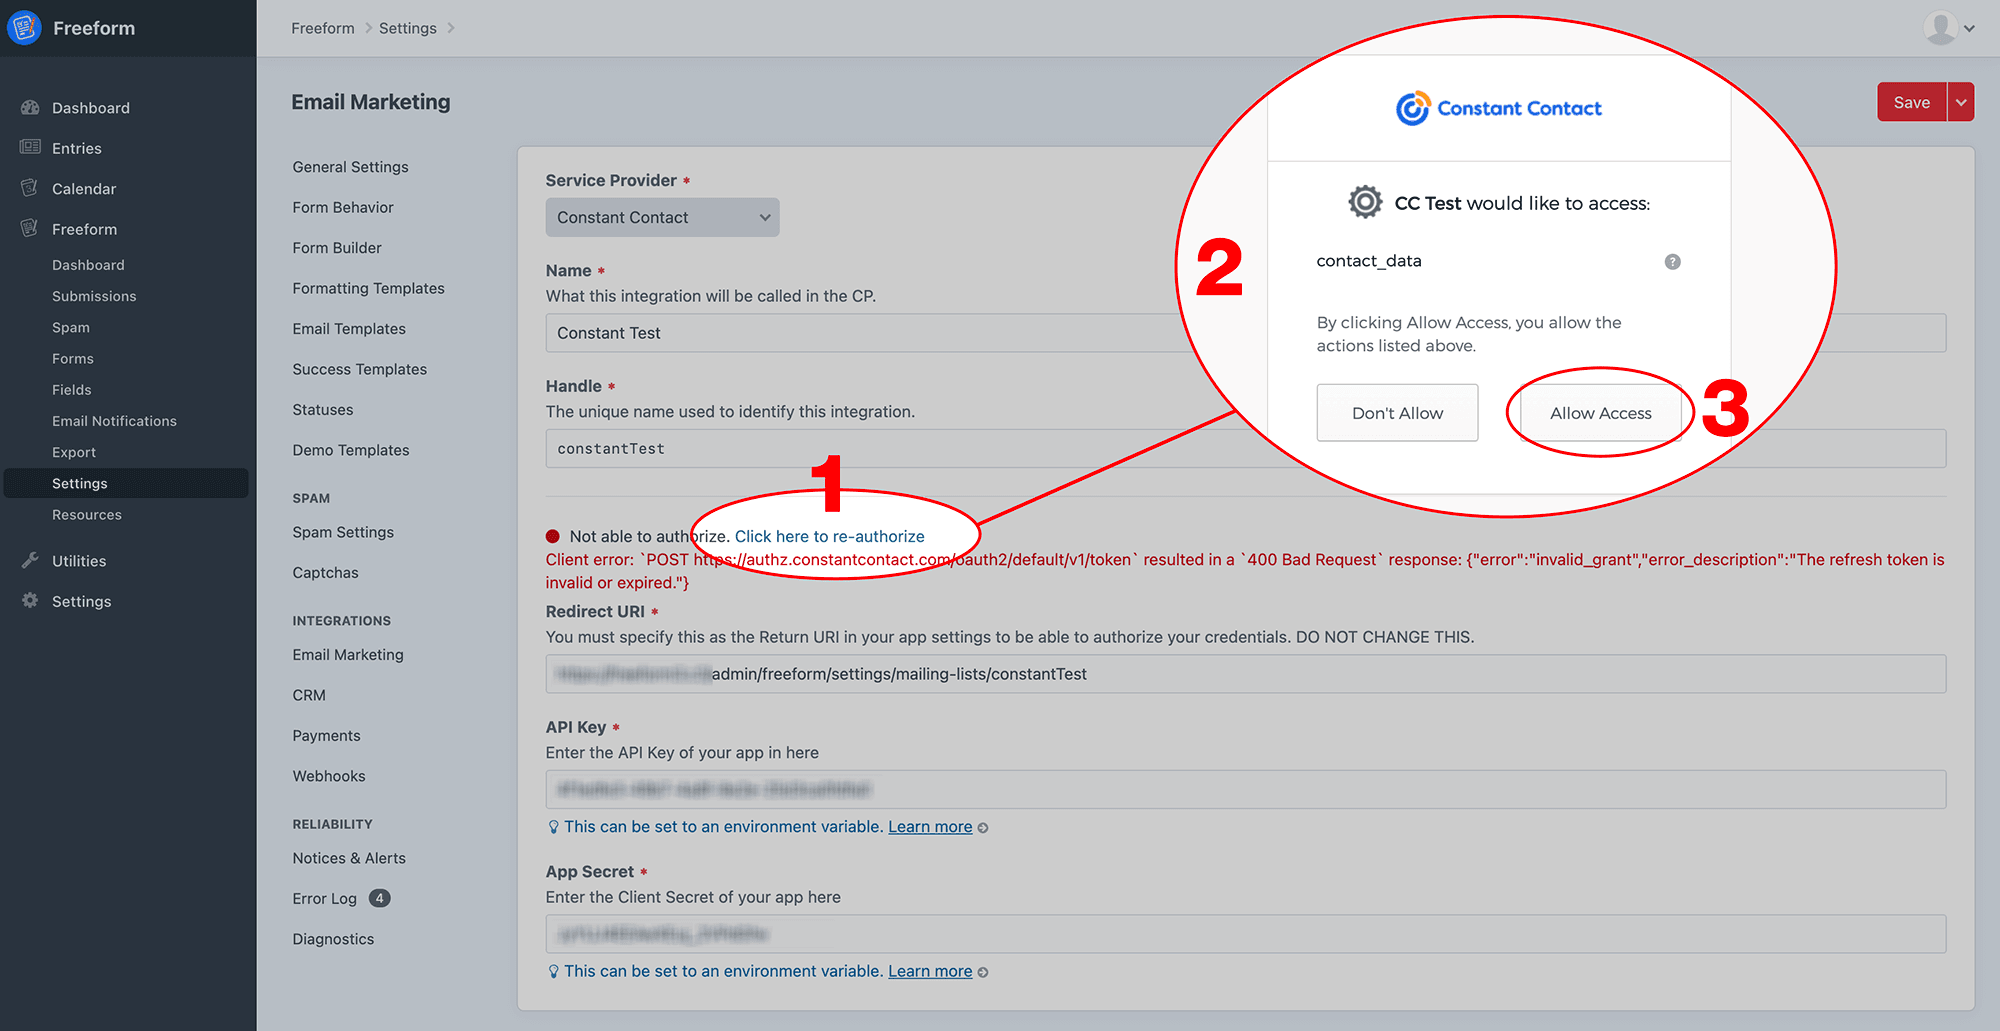 Freeform
Freeform
Settings
Dashboard
Entries
Calendar
Freeform
Dashboard
Submissions
Spam
Forms
Fields
Email Notifications
Export
Settings
Resources
Utilities
Settings
Email Marketing
Save
General Settings
Form Behavior
Form Builder
Formatting Templates
Email Templates
Success Templates
Statuses
Demo Templates
SPAM
Spam Settings
Captchas
INTEGRATIONS
Email Marketing
CRM
Payments
Webhooks
RELIABILITY
Notices & Alerts
Error Log 4
Diagnostics
Service Provider *
Constant Contact
Name *
What this integration will be called in the CP.
Constant Test
Handle *
The unique name used to identify this integration.
constantTest
1
Not able to authorize. Click here to re-authorize
Client error: `POST https://authz.constantcontact.com/oauth2/default/v1/token` resulted in a `400 Bad Request` response: {"error":"invalid_grant","error_description":"The refresh token is
invalid or expired."}
Redirect URI *
You must specify this as the Return URI in your app settings to be able to authorize your credentials. DO NOT CHANGE THIS.
admin/freeform/settings/mailing-lists/constantTest
API Key *
Enter the API Key of your app in here
This can be set to an environment variable. Learn more
App Secret *
Enter the Client Secret of your app here
This can be set to an environment variable. Learn more
2
Constant Contact
CC Test would like to access:
contact_data
?
By clicking Allow Access, you allow the
actions listed above.
Don't Allow
Allow Access
3